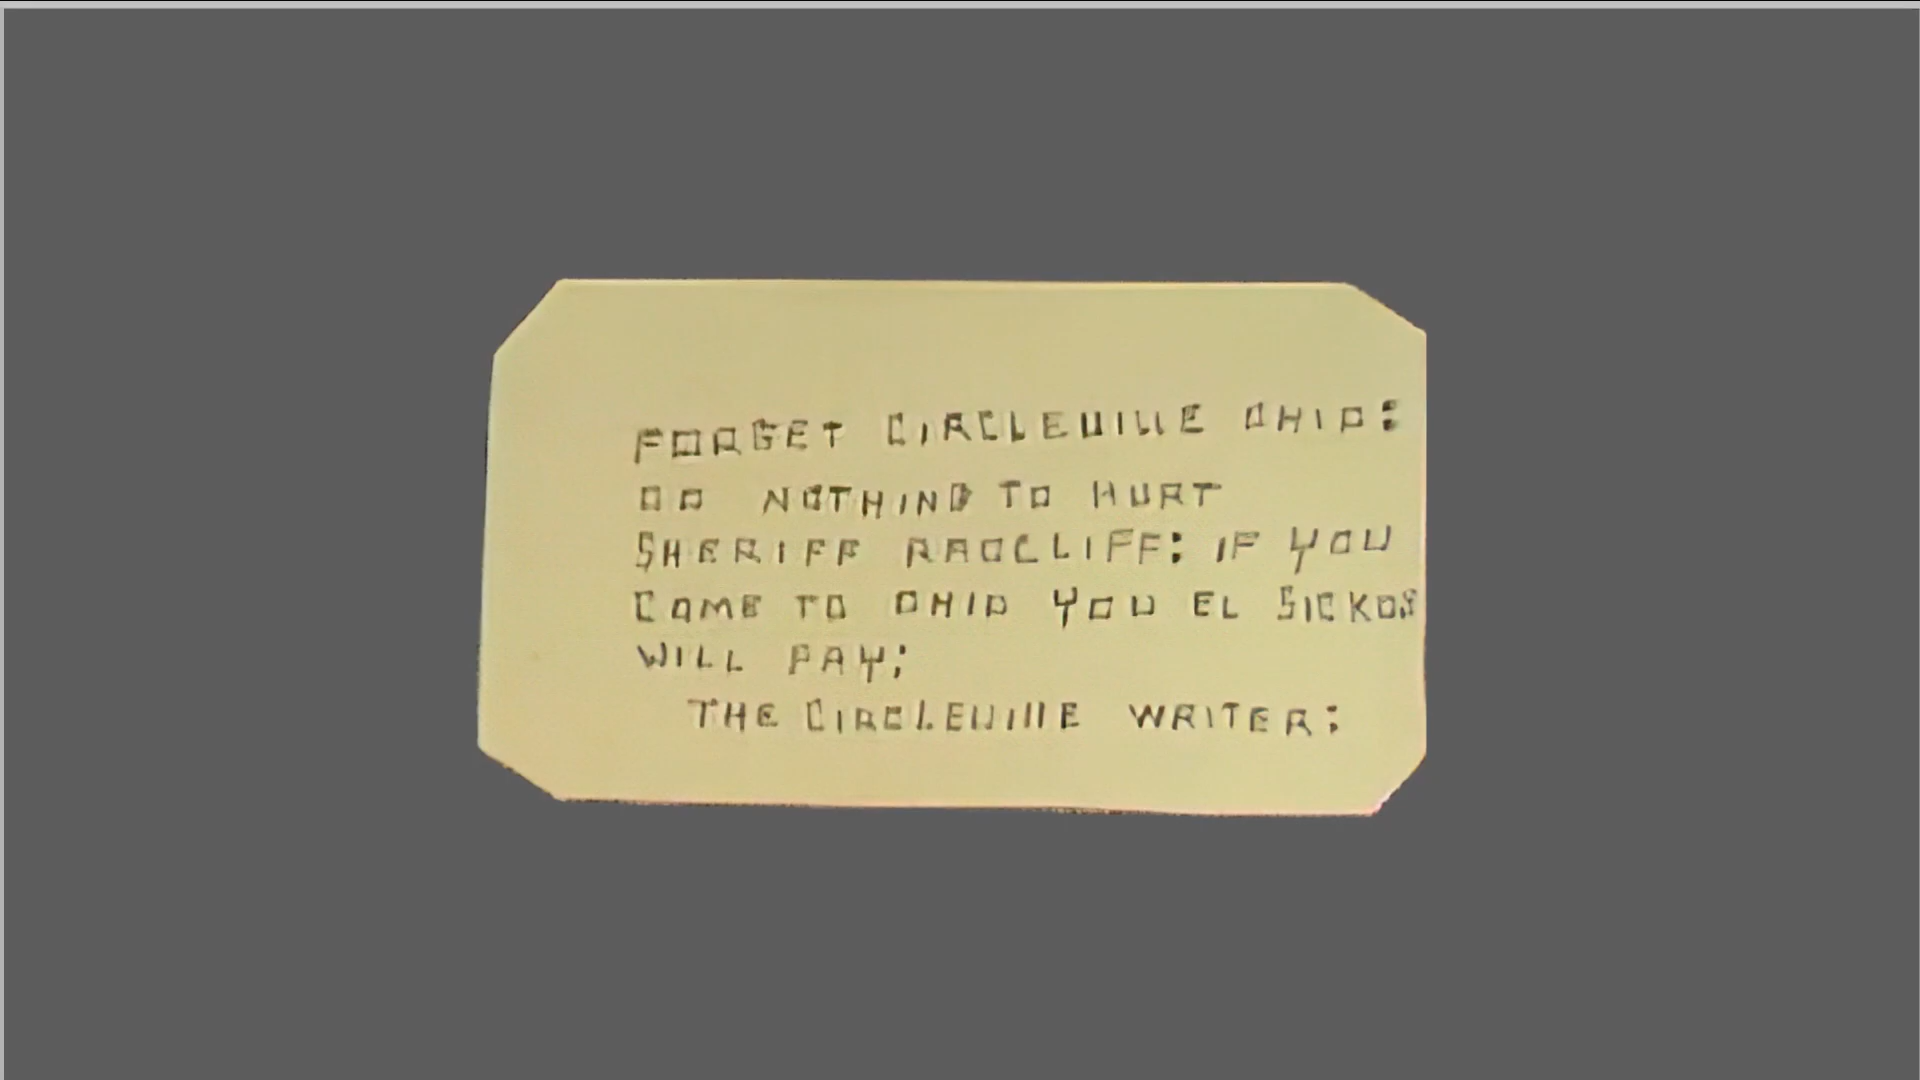 FORGET CIRCLEVILLE OHIO:
DO NOTHING TO HURT
SHERIFF RADCLIFF: IF YOU
COME TO OHIO YOU EL SICKOS
WILL PAY:
THE CIRCLEVILLE WRITER: